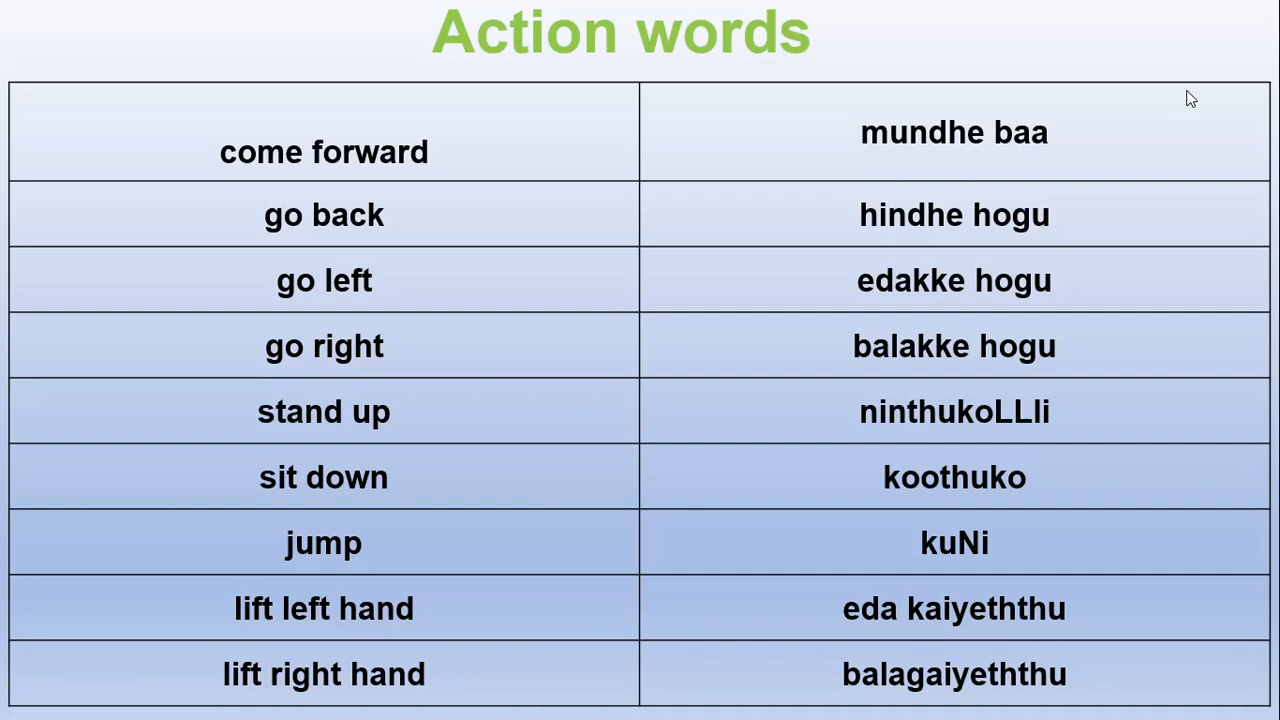 Action words
come forward
mundhe baa
go back
hindhe hogu
go left
edakke hogu
go right
balakke hogu
stand up
ninthukoLLli
sit down
koothuko
jump
kuNi
lift left hand
eda kaiyeththu
lift right hand
balagaiyeththu